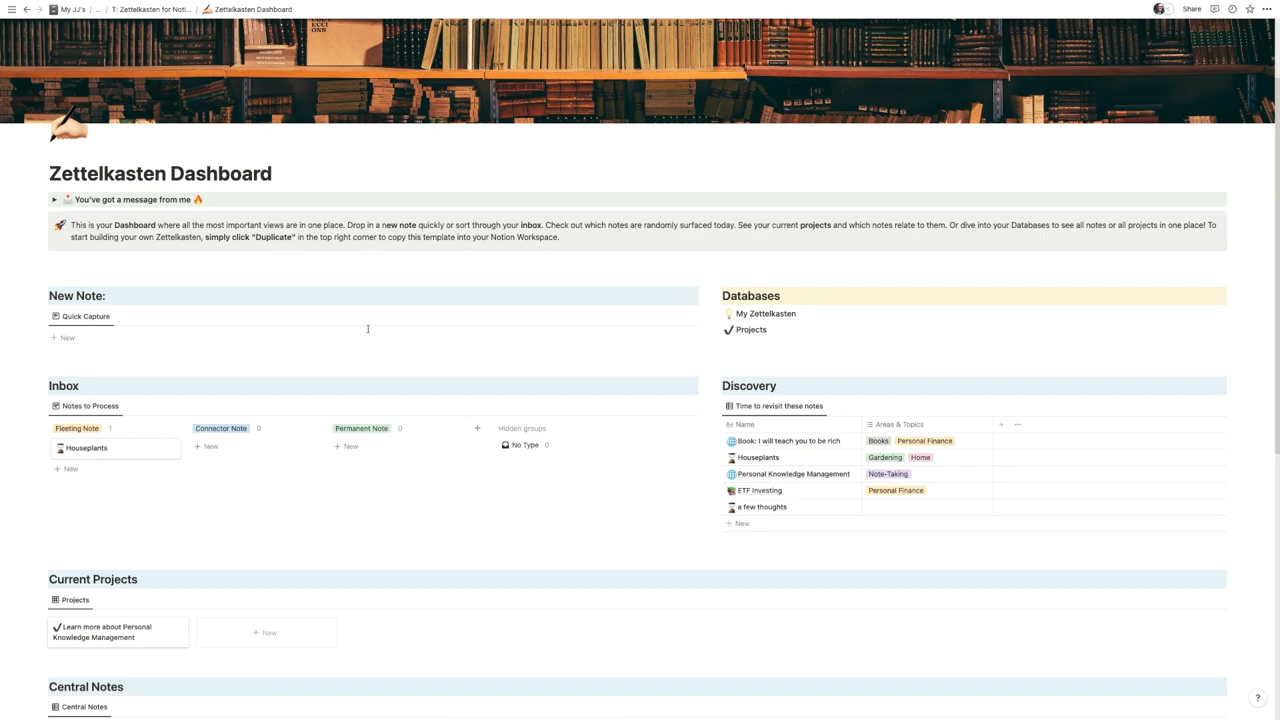 My JJ's / ... / T: Zettelkasten for Noti... / Zettelkasten Dashboard
Share
Zettelkasten Dashboard
You've got a message from me
This is your Dashboard where all the most important views are in one place. Drop in a new note quickly or sort through your inbox. Check out which notes are randomly surfaced today. See your current projects and which notes relate to them. Or dive into your Databases to see all notes or all projects in one place! To
start building your own Zettelkasten, simply click "Duplicate" in the top right corner to copy this template into your Notion Workspace.
New Note:
Quick Capture
+ New
Databases
My Zettelkasten
Projects
Inbox
Notes to Process
Fleeting Note 1 Connector Note 0 Permanent Note 0 + Hidden groups
Houseplants + New + New No Type 0
+ New
Discovery
Time to revisit these notes
Name Areas & Topics + ...
Book: I will teach you to be rich Books Personal Finance
Houseplants Gardening Home
Personal Knowledge Management Note-Taking
ETF Investing Personal Finance
a few thoughts
+ New
Current Projects
Projects
Learn more about Personal
Knowledge Management
+ New
Central Notes
Central Notes
?